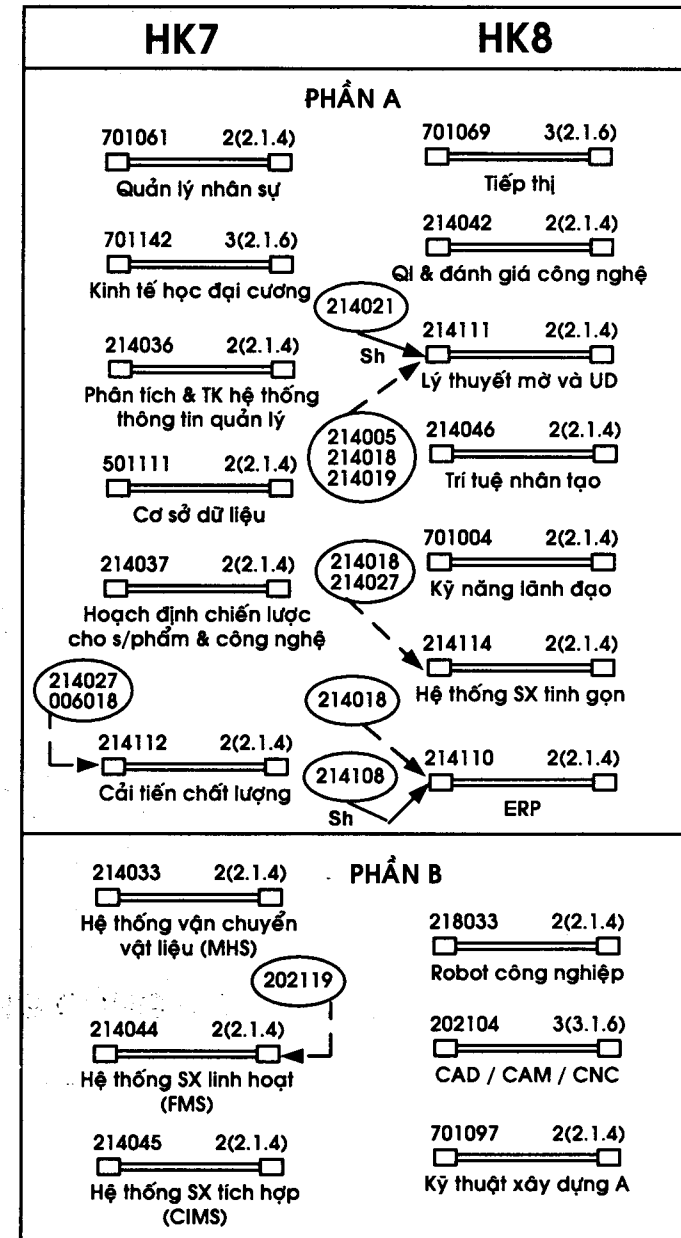 HK7
HK8
PHẦN A
701061 2(2.1.4)
Quản lý nhân sự
701142 3(2.1.6)
Kinh tế học đại cương
214036 2(2.1.4)
Phân tích & TK hệ thống
thông tin quản lý
501111 2(2.1.4)
Cơ sở dữ liệu
214037 2(2.1.4)
Hoạch định chiến lược
cho s/phẩm & công nghệ
214027
006018
214112 2(2.1.4)
Cải tiến chất lượng
701069 3(2.1.6)
Tiếp thị
214042 2(2.1.4)
Ql & đánh giá công nghệ
214021
Sh
214111 2(2.1.4)
Lý thuyết mờ và UD
214005
214018
214019
214046 2(2.1.4)
Trí tuệ nhân tạo
701004 2(2.1.4)
Kỹ năng lãnh đạo
214018
214027
214114 2(2.1.4)
Hệ thống SX tinh gọn
214018
214110 2(2.1.4)
ERP
214108
Sh
PHẦN B
214033 2(2.1.4)
Hệ thống vận chuyển
vật liệu (MHS)
202119
214044 2(2.1.4)
Hệ thống SX linh hoạt
(FMS)
214045 2(2.1.4)
Hệ thống SX tích hợp
(CIMS)
218033 2(2.1.4)
Robot công nghiệp
202104 3(3.1.6)
CAD / CAM / CNC
701097 2(2.1.4)
Kỹ thuật xây dựng A